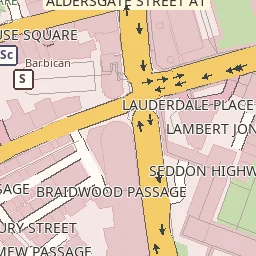 ALDERSGATE STREET AT
USE SQUARE
Sc
Barbican
S
LAUDERDALE PLACE
LAMBERT JON
SEDDON HIGHW
SAGE
BRAIDWOOD PASSAGE
URY STREET
MEW PASSAGE